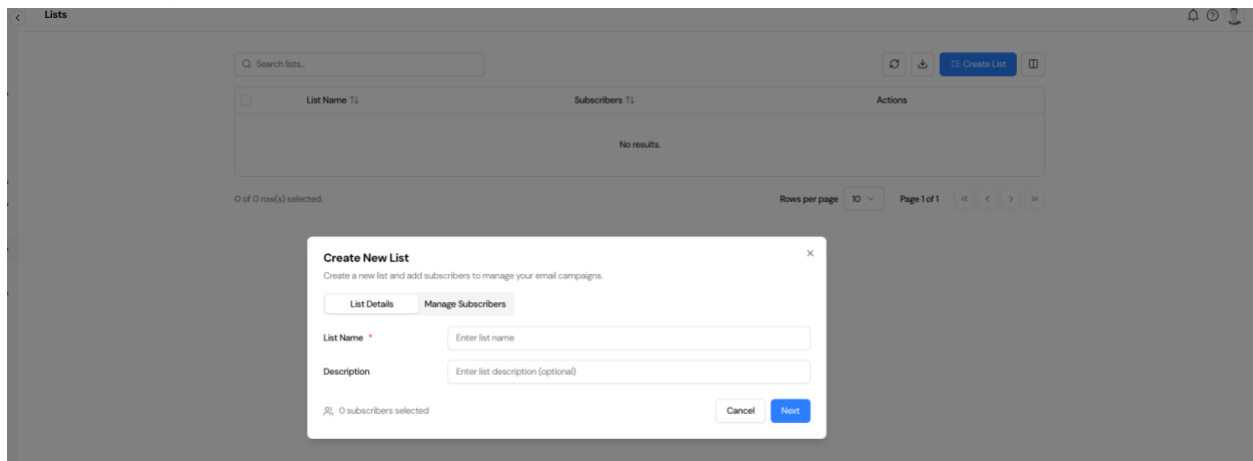 Lists
Search lists...
Create List
List Name Subscribers Actions
No results.
0 of 0 row(s) selected.
Rows per page 10 Page 1 of 1
Create New List
Create a new list and add subscribers to manage your email campaigns.
List Details Manage Subscribers
List Name * Enter list name
Description Enter list description (optional)
0 subscribers selected Cancel Next